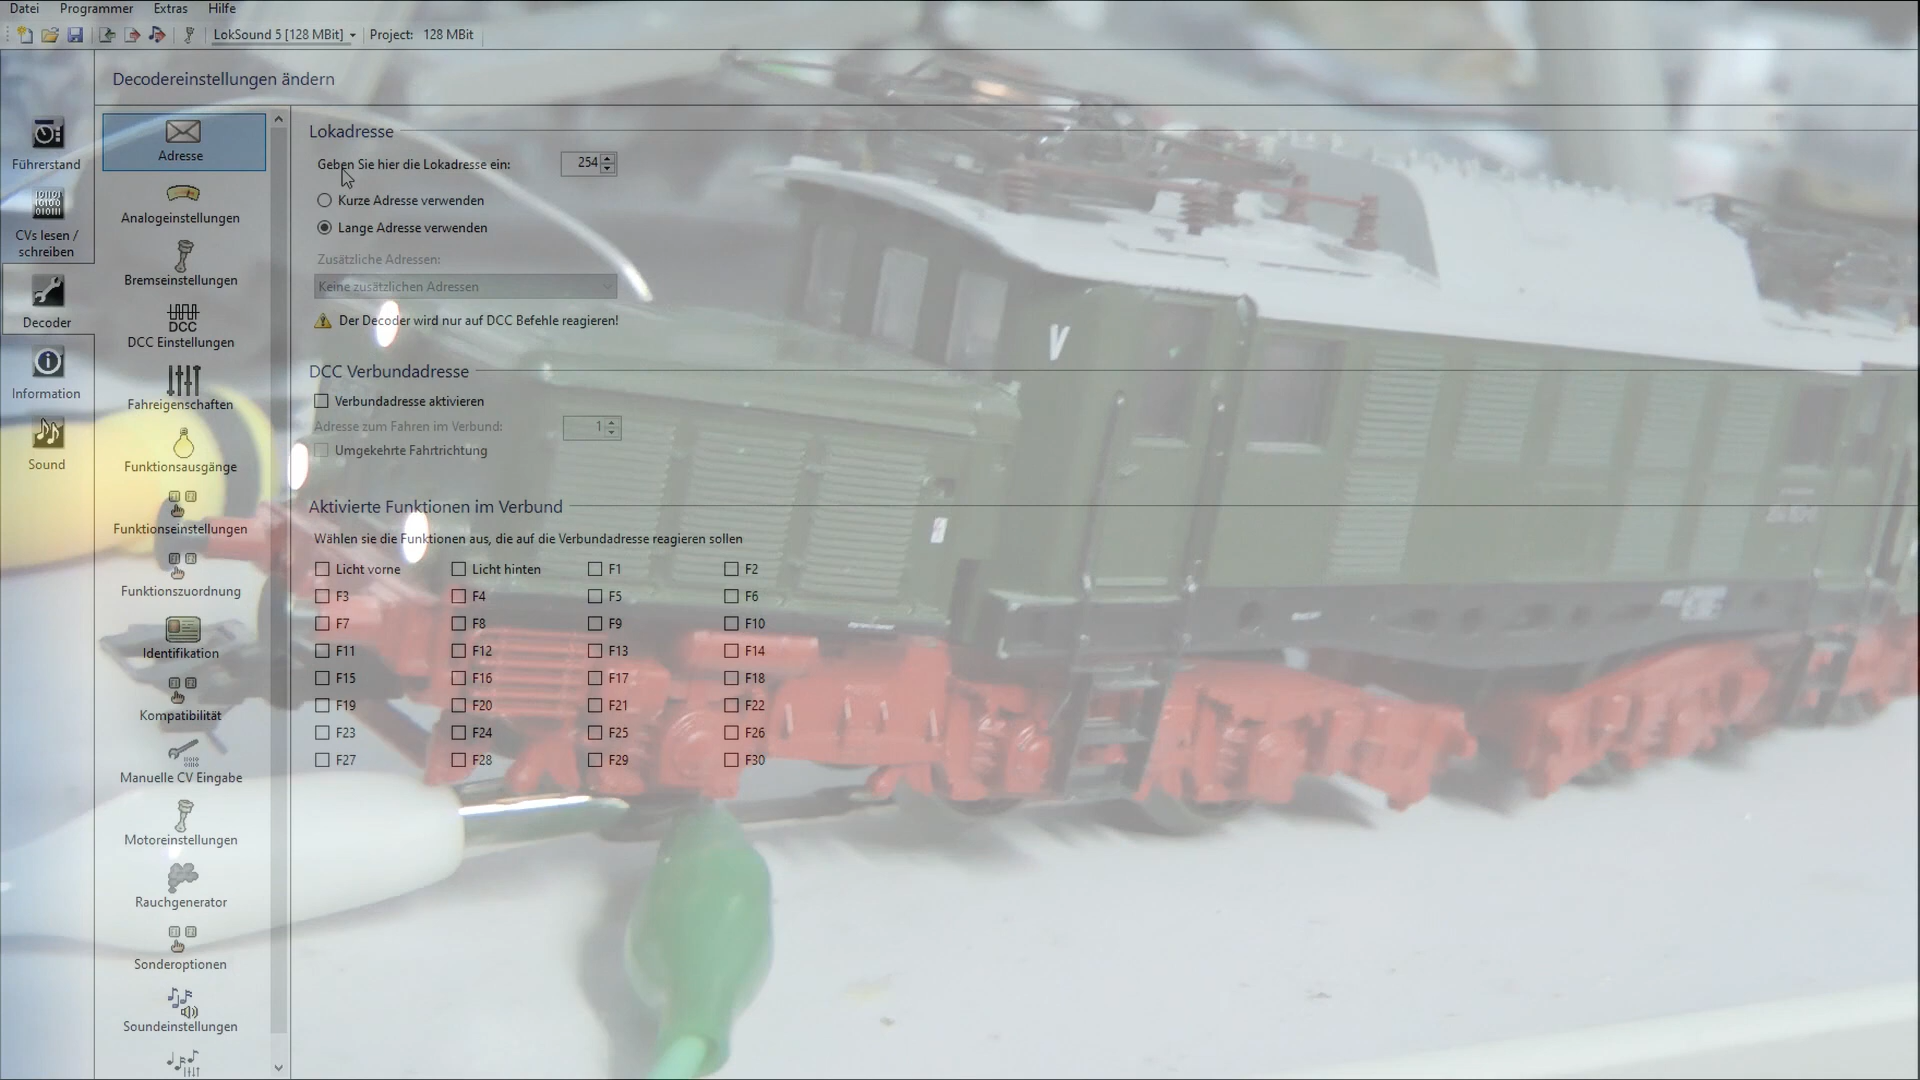 Datei Programmer Extras Hilfe
LokSound 5 [128 MBit] Project: 128 MBit
Decodereinstellungen ändern
Führerstand
CVs lesen /
schreiben
Decoder
Information
Sound
Adresse
Analogeinstellungen
Bremseinstellungen
DCC
DCC Einstellungen
Fahreigenschaften
Funktionsausgänge
Funktionseinstellungen
Funktionszuordnung
Identifikation
Kompatibilität
Manuelle CV Eingabe
Motoreinstellungen
Rauchgenerator
Sonderoptionen
Soundeinstellungen
Lokadresse
Geben Sie hier die Lokadresse ein: 254
Kurze Adresse verwenden
Lange Adresse verwenden
Zusätzliche Adressen:
Keine zusätzlichen Adressen
Der Decoder wird nur auf DCC Befehle reagieren!
DCC Verbundadresse
Verbundadresse aktivieren
Adresse zum Fahren im Verbund: 1
Umgekehrte Fahrtrichtung
Aktivierte Funktionen im Verbund
Wählen sie die Funktionen aus, die auf die Verbundadresse reagieren sollen
Licht vorne Licht hinten F1 F2
F3 F4 F5 F6
F7 F8 F9 F10
F11 F12 F13 F14
F15 F16 F17 F18
F19 F20 F21 F22
F23 F24 F25 F26
F27 F28 F29 F30